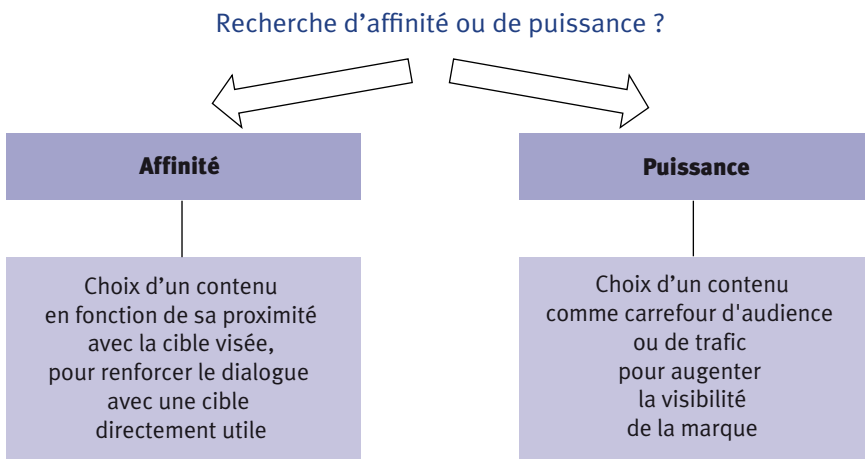 Recherche d’affinité ou de puissance ?
Affinité
Choix d’un contenu
en fonction de sa proximité
avec la cible visée,
pour renforcer le dialogue
avec une cible
directement utile
Puissance
Choix d’un contenu
comme carrefour d'audience
ou de trafic
pour augenter
la visibilité
de la marque